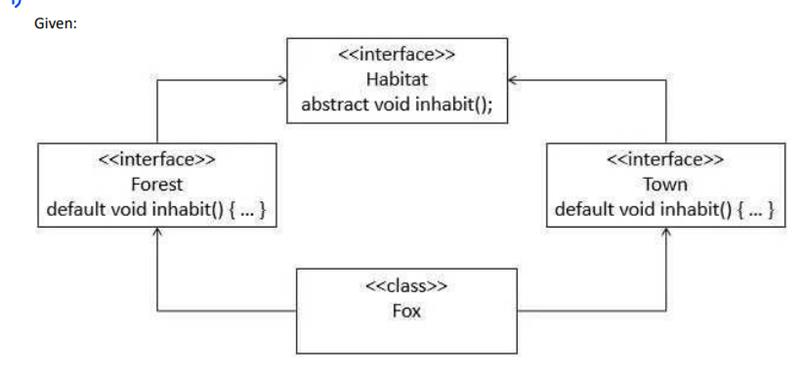 Given:
<<interface>>
Habitat
abstract void inhabit();
<<interface>>
Forest
default void inhabit() { ... }
<<interface>>
Town
default void inhabit() { ... }
<<class>>
Fox